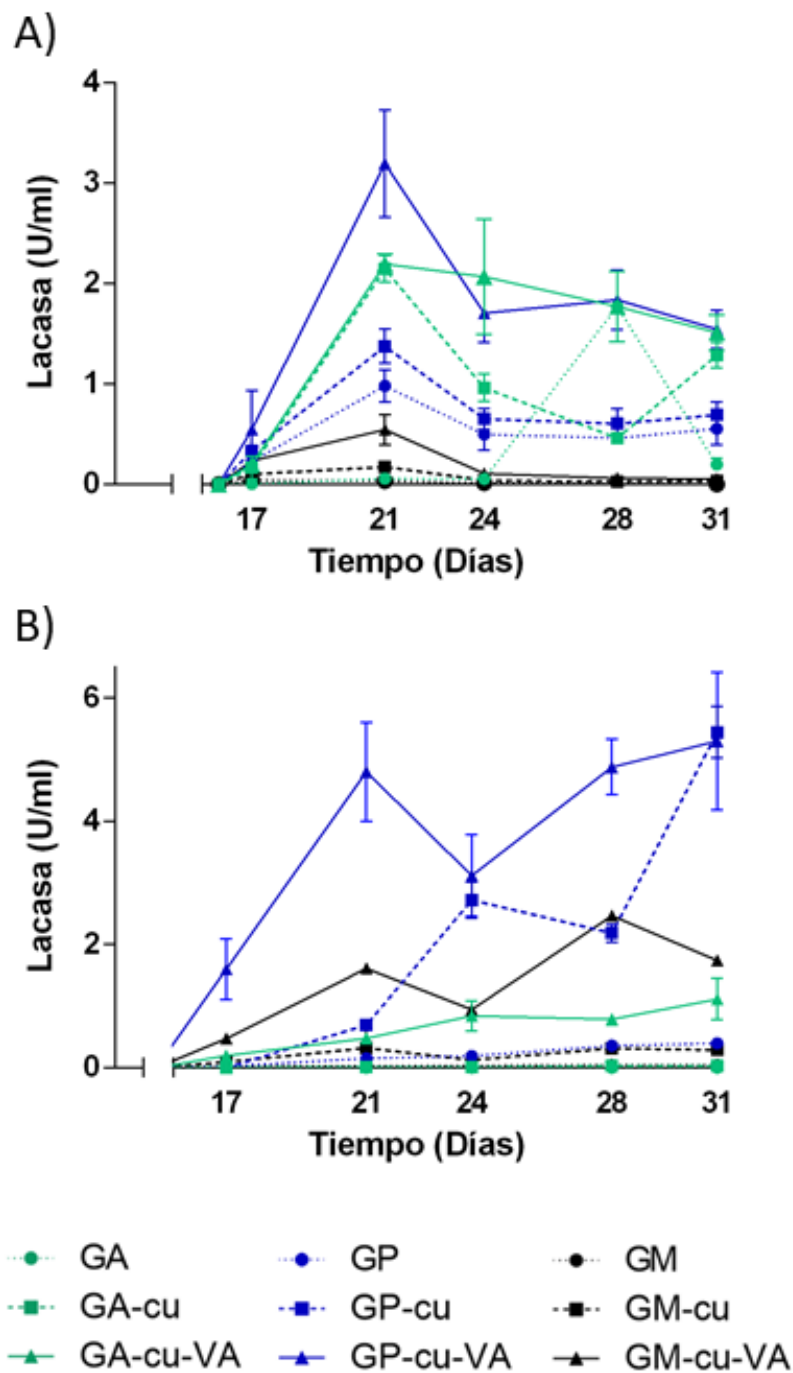 A)
4
3
2
1
0
Lacasa (U/ml)
17 21 24 28 31
Tiempo (Días)
B)
6
4
2
0
Lacasa (U/ml)
17 21 24 28 31
Tiempo (Días)
GA GP GM
GA-cu GP-cu GM-cu
GA-cu-VA GP-cu-VA GM-cu-VA